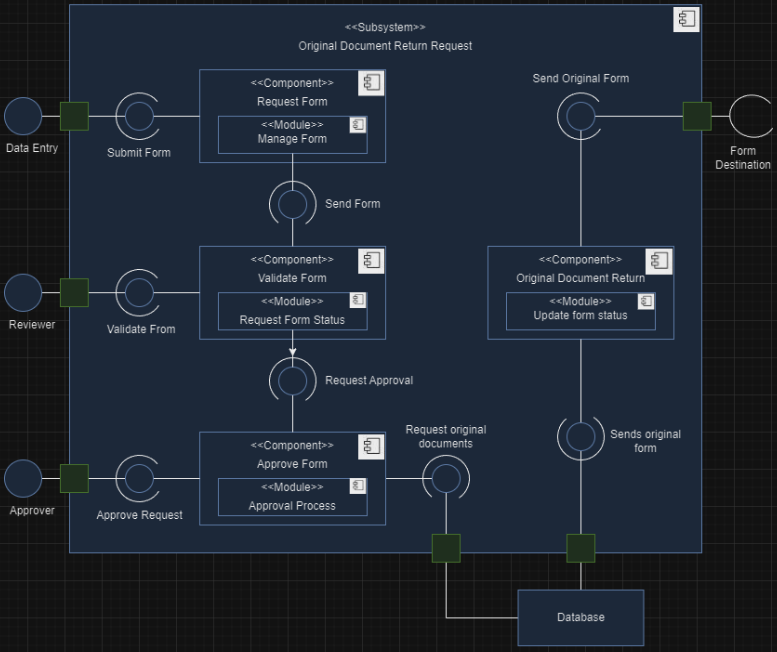 <<Subsystem>>
Original Document Return Request
<<Component>>
Request Form
<<Module>>
Manage Form
Send Original Form
Data Entry
Submit Form
Form
Destination
Send Form
<<Component>>
Validate Form
<<Module>>
Request Form Status
<<Component>>
Original Document Return
<<Module>>
Update form status
Reviewer
Validate From
Request Approval
<<Component>>
Approve Form
<<Module>>
Approval Process
Request original
documents
Sends original
form
Approver
Approve Request
Database